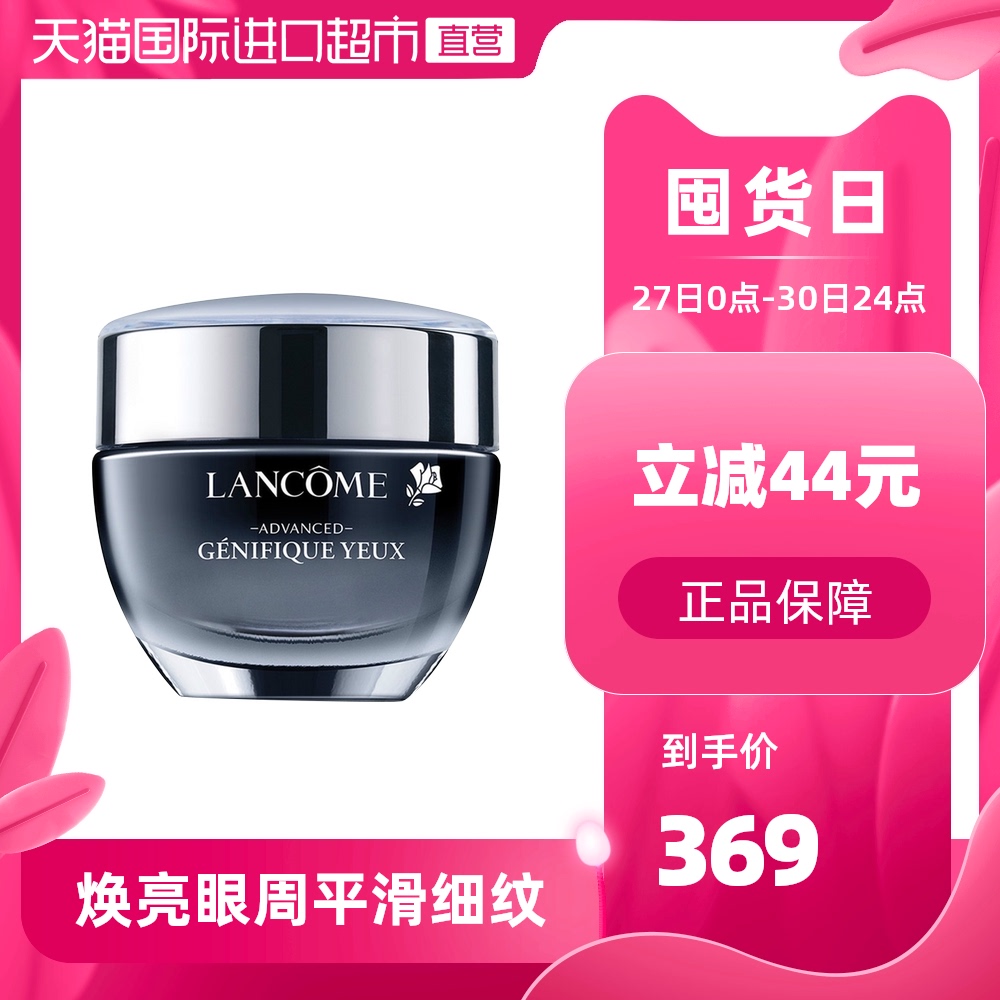 天猫国际进口超市 直营
囤货日
27日0点-30日24点
LANCÔME
-ADVANCED-
GÉNIFIQUE YEUX
立减44元
正品保障
到手价
369
焕亮眼周平滑细纹